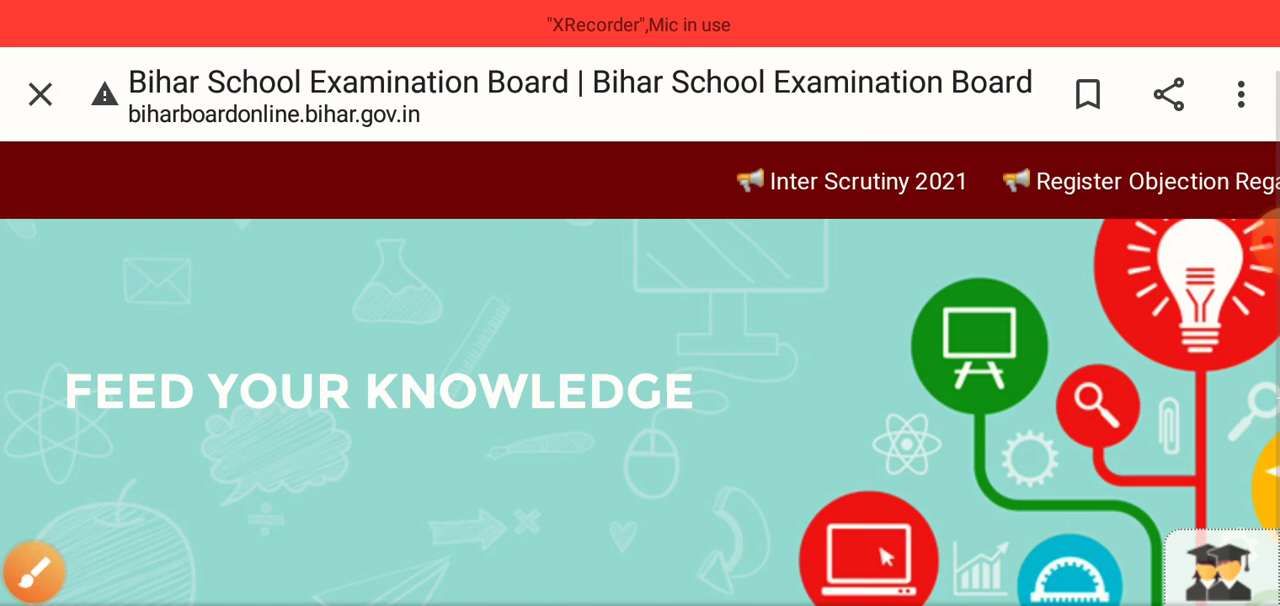 "XRecorder",Mic in use
Bihar School Examination Board | Bihar School Examination Board
biharboardonline.bihar.gov.in
Inter Scrutiny 2021 Register Objection
FEED YOUR KNOWLEDGE